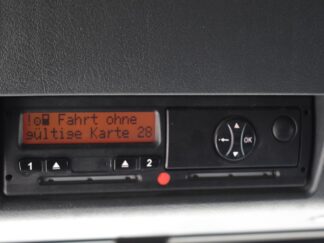 ! Fahrt ohne
gültige Karte 28
1 2
OK